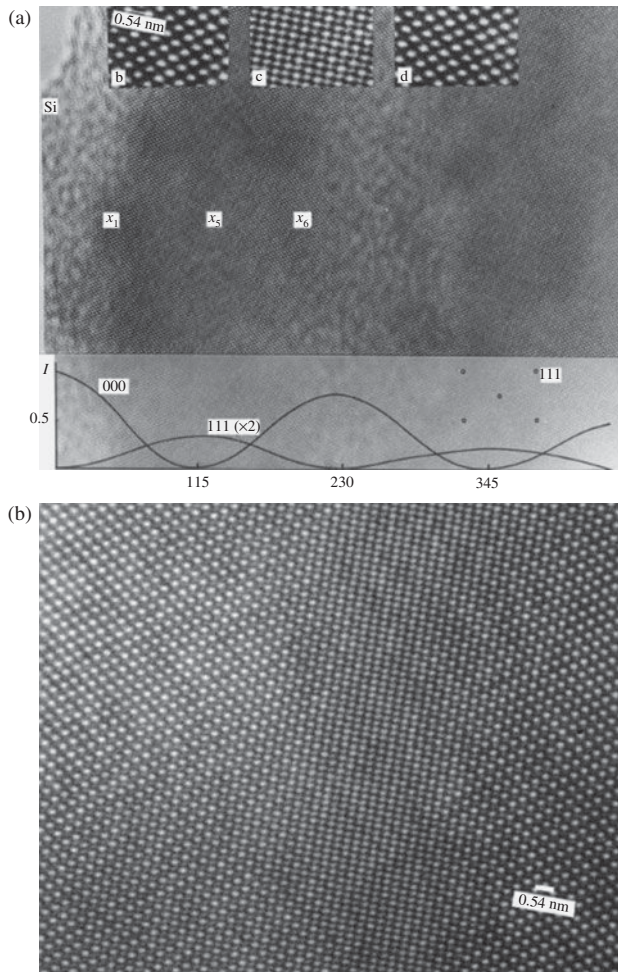 (a)
0.54 nm
b
c
d
Si
x₁
x₅
x₆
I
000
111
0.5
111 (×2)
115
230
345
(b)
0.54 nm